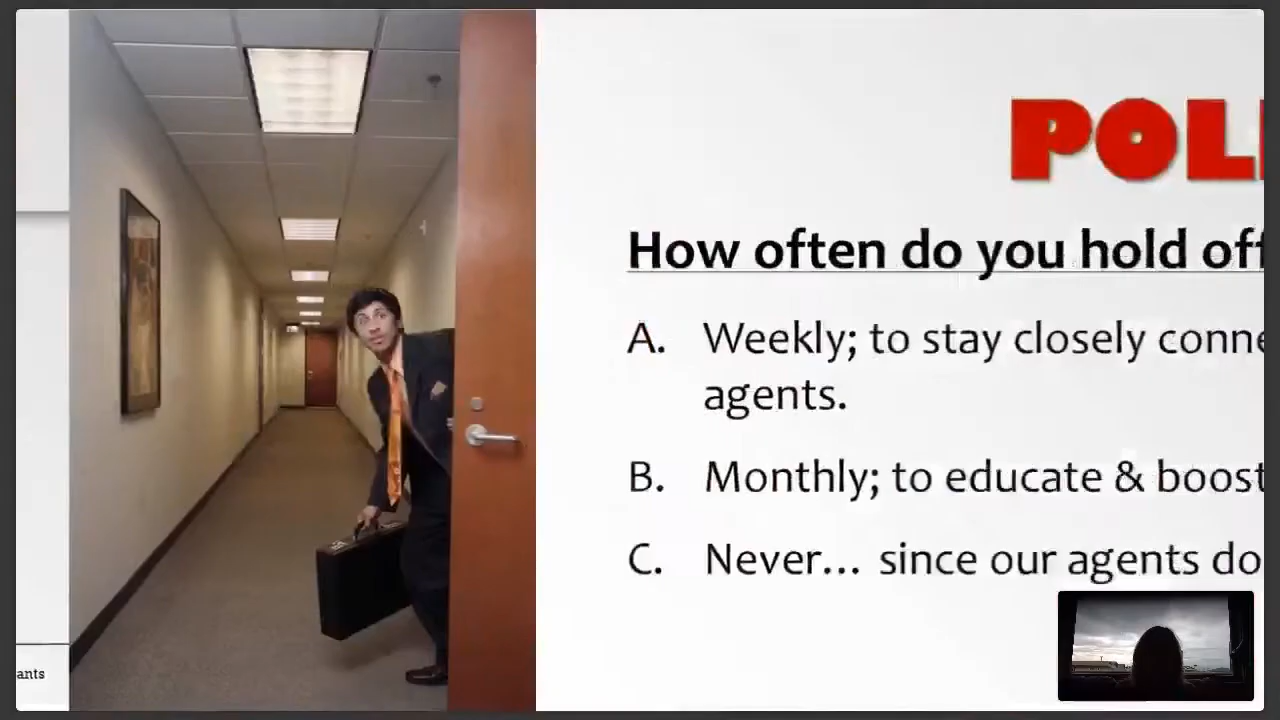 POL
How often do you hold off
A. Weekly; to stay closely conne
agents.
B. Monthly; to educate & boost
C. Never... since our agents do
ants